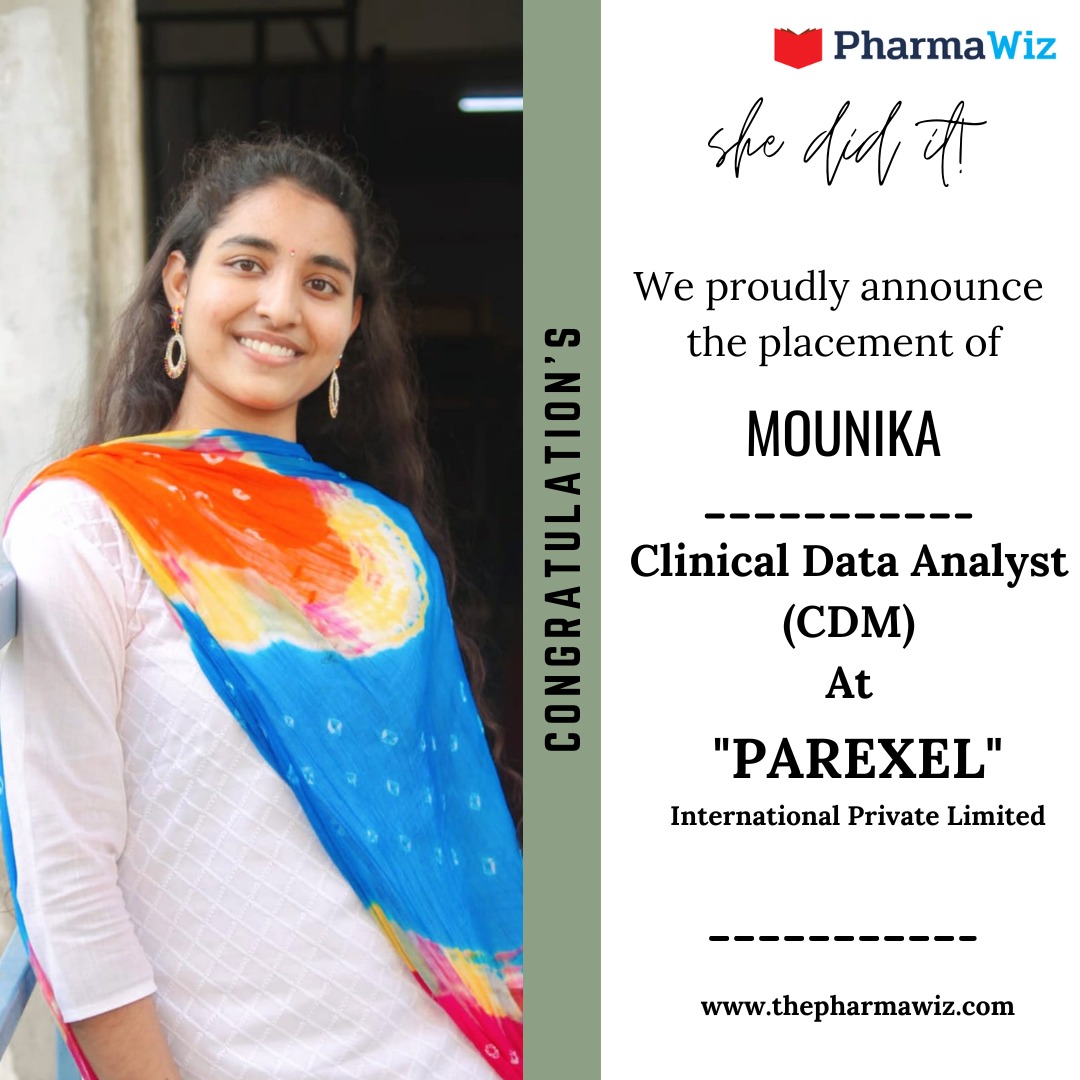 PharmaWiz
she did it!
CONGRATULATION'S
We proudly announce
the placement of
MOUNIKA
Clinical Data Analyst
(CDM)
At
"PAREXEL"
International Private Limited
www.thepharmawiz.com